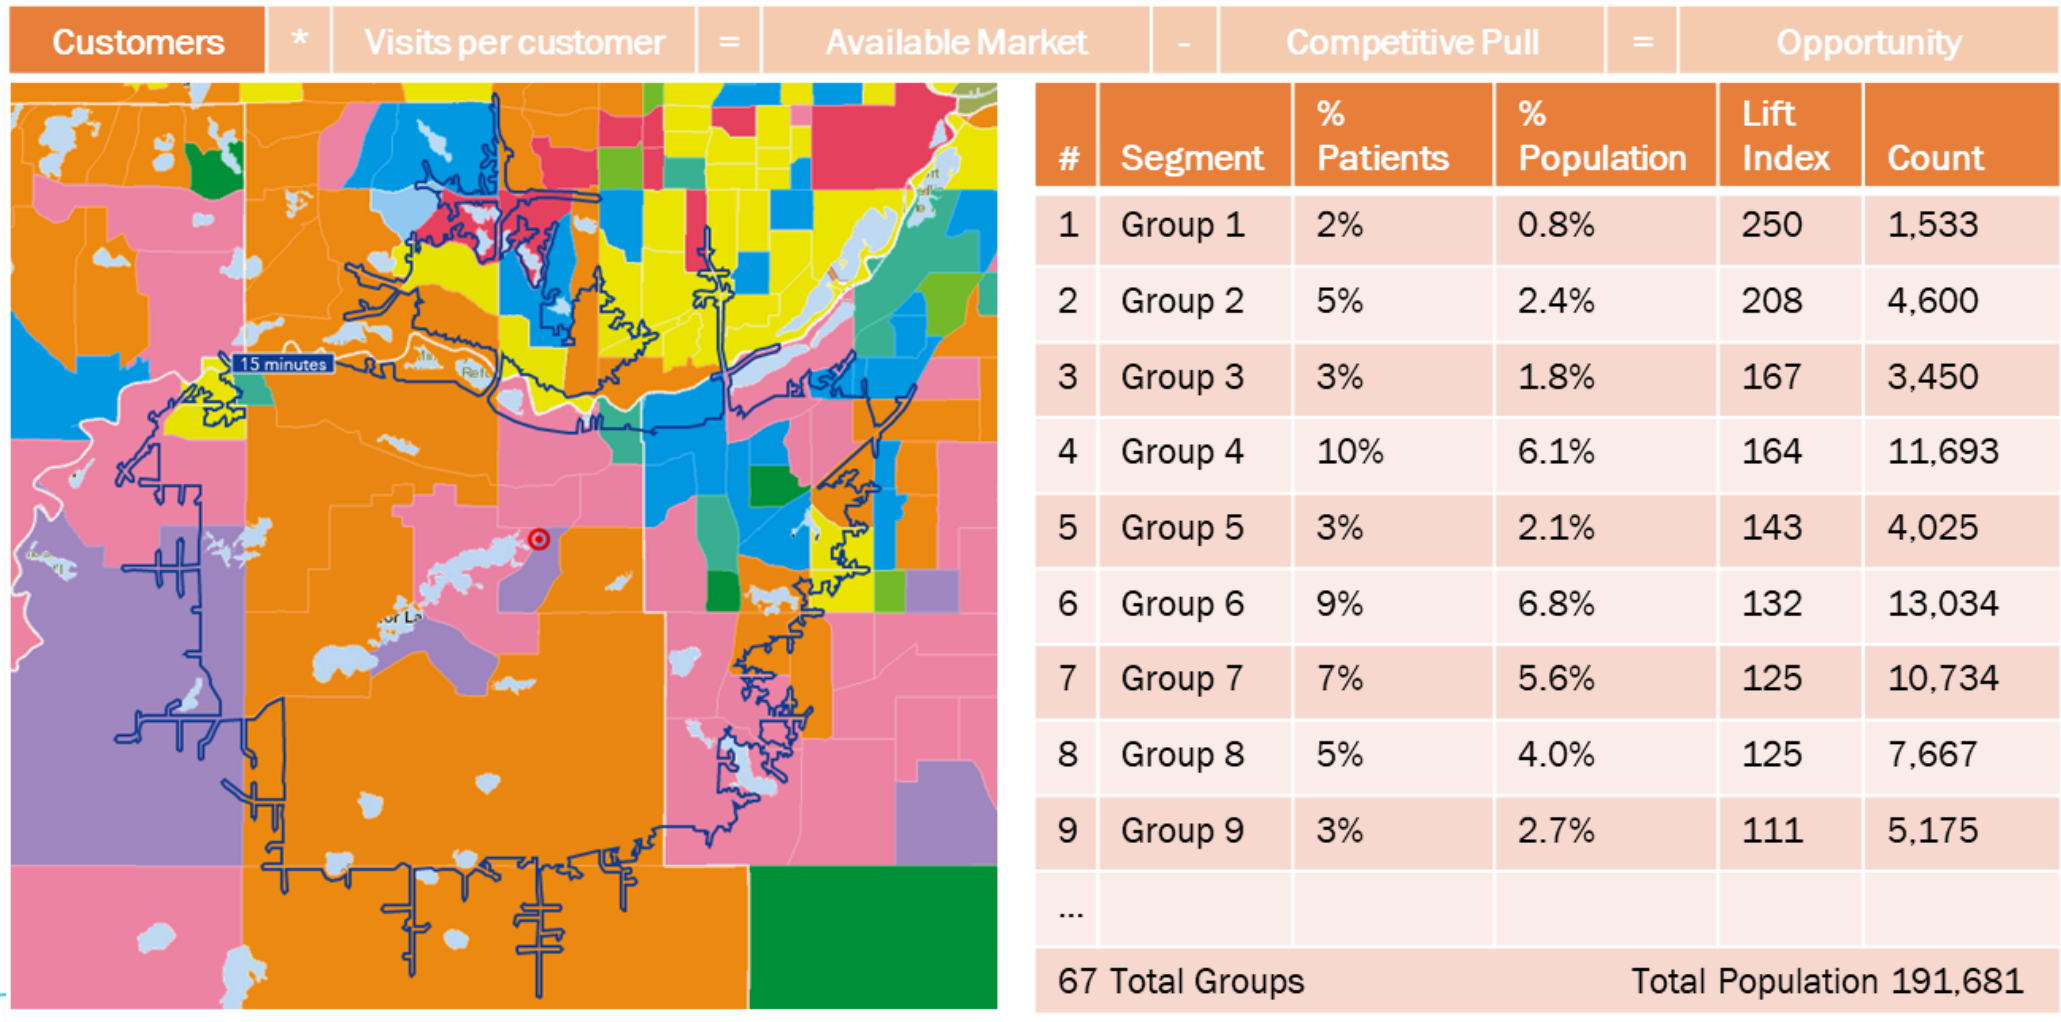 Customers * Visits per customer = Available Market - Competitive Pull = Opportunity
15 minutes
# Segment % Patients % Population Lift Index Count
1 Group 1 2% 0.8% 250 1,533
2 Group 2 5% 2.4% 208 4,600
3 Group 3 3% 1.8% 167 3,450
4 Group 4 10% 6.1% 164 11,693
5 Group 5 3% 2.1% 143 4,025
6 Group 6 9% 6.8% 132 13,034
7 Group 7 7% 5.6% 125 10,734
8 Group 8 5% 4.0% 125 7,667
9 Group 9 3% 2.7% 111 5,175
...
67 Total Groups Total Population 191,681